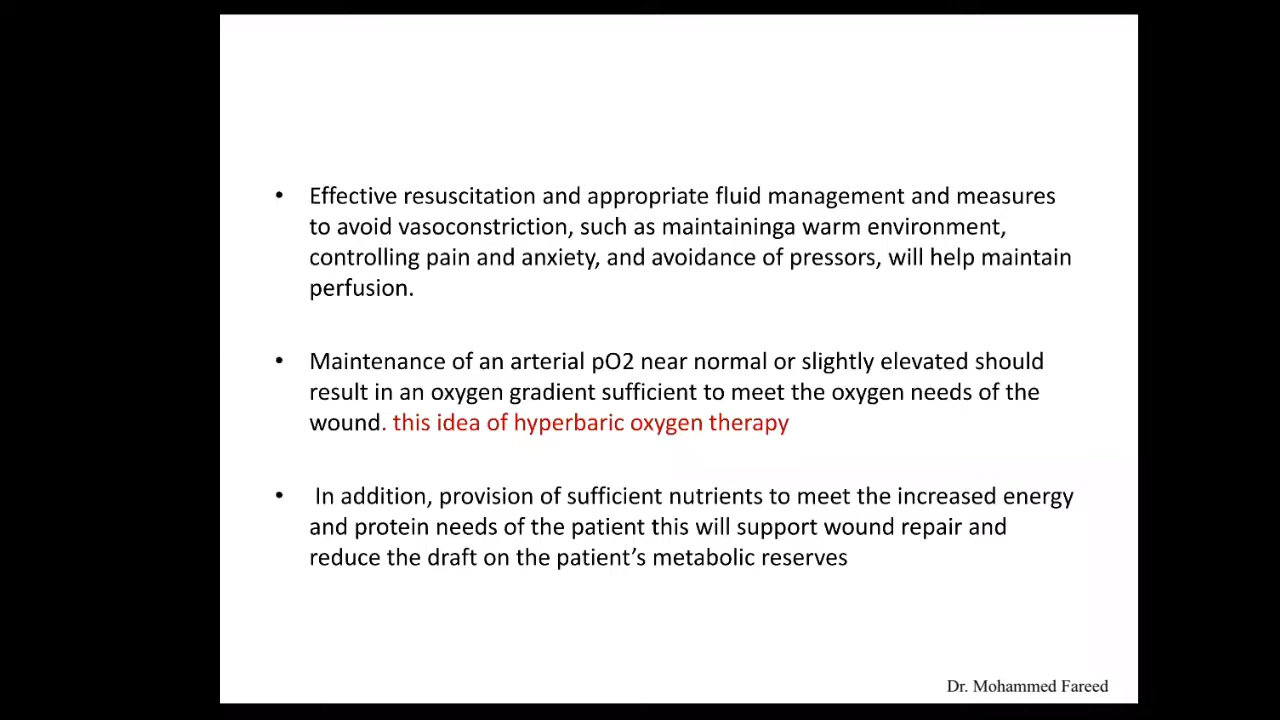 • Effective resuscitation and appropriate fluid management and measures
to avoid vasoconstriction, such as maintaininga warm environment,
controlling pain and anxiety, and avoidance of pressors, will help maintain
perfusion.
• Maintenance of an arterial pO2 near normal or slightly elevated should
result in an oxygen gradient sufficient to meet the oxygen needs of the
wound. this idea of hyperbaric oxygen therapy
• In addition, provision of sufficient nutrients to meet the increased energy
and protein needs of the patient this will support wound repair and
reduce the draft on the patient’s metabolic reserves
Dr. Mohammed Fareed